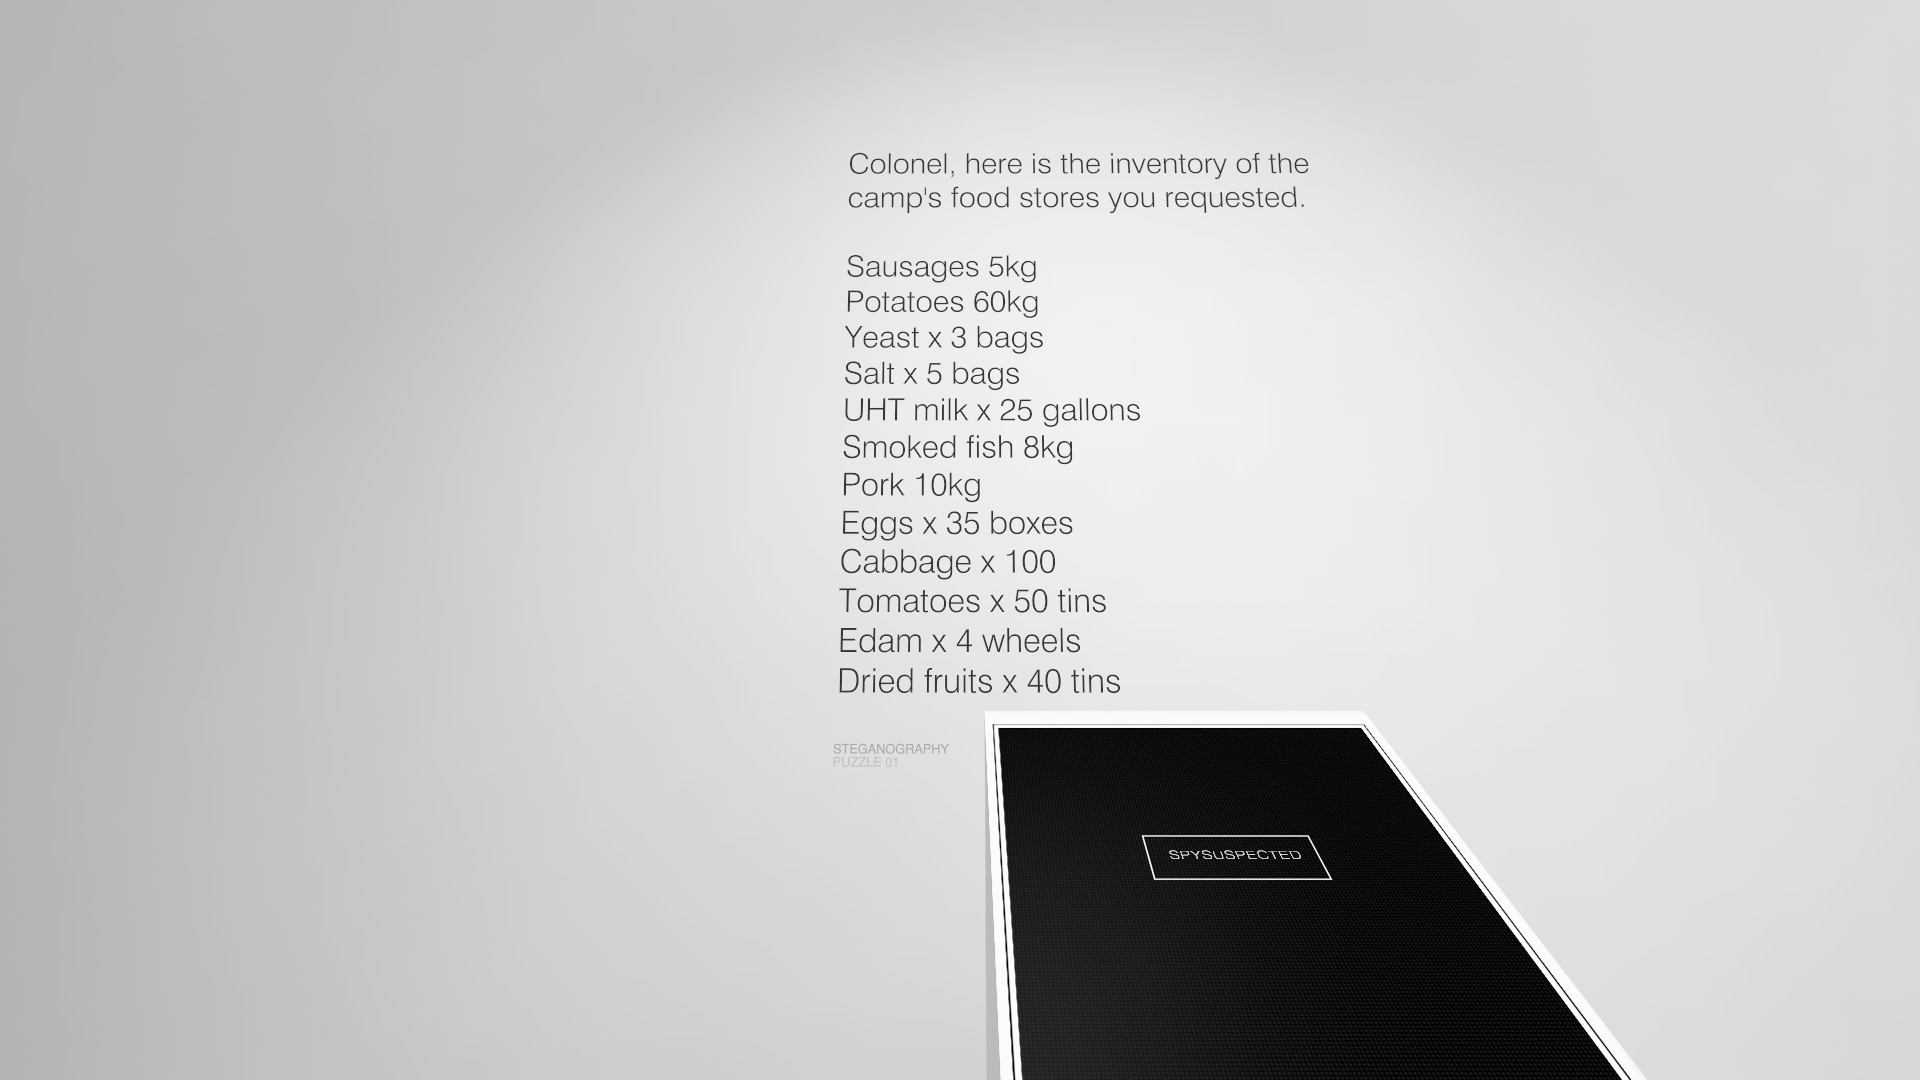 Colonel, here is the inventory of the
camp's food stores you requested.
Sausages 5kg
Potatoes 60kg
Yeast x 3 bags
Salt x 5 bags
UHT milk x 25 gallons
Smoked fish 8kg
Pork 10kg
Eggs x 35 boxes
Cabbage x 100
Tomatoes x 50 tins
Edam x 4 wheels
Dried fruits x 40 tins
STEGANOGRAPHY
PUZZLE 01
SPYSUSPECTED